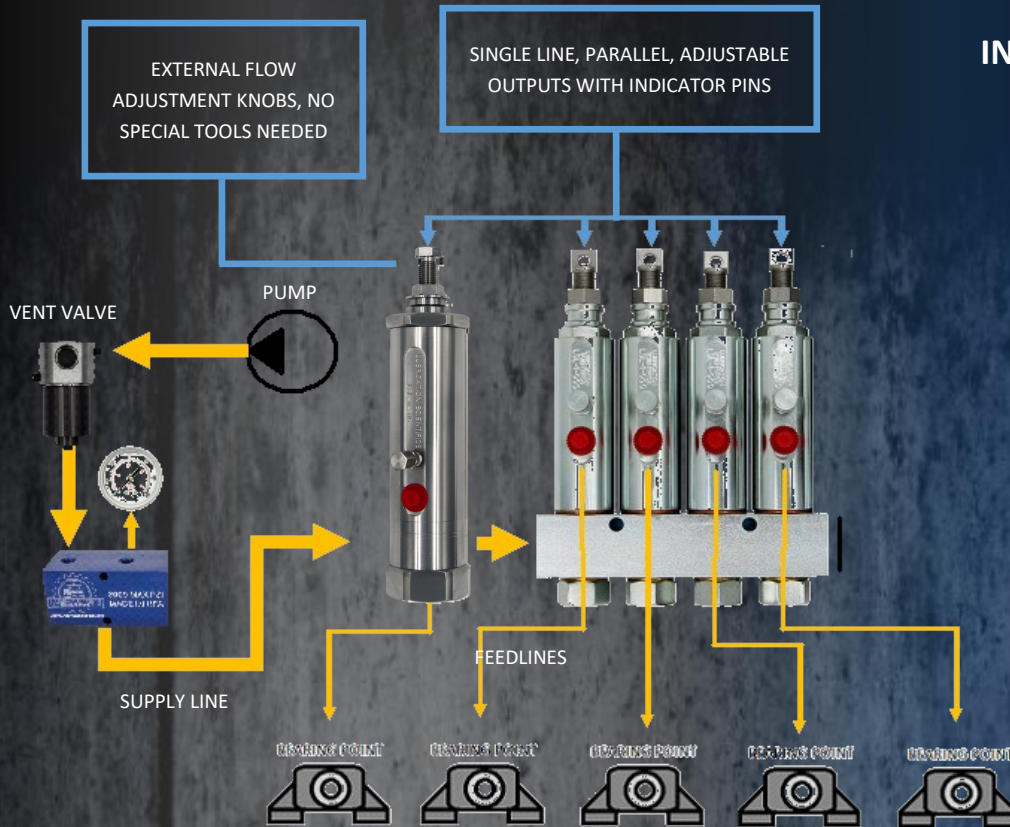 EXTERNAL FLOW
ADJUSTMENT KNOBS, NO
SPECIAL TOOLS NEEDED
SINGLE LINE, PARALLEL, ADJUSTABLE
OUTPUTS WITH INDICATOR PINS
IN
PUMP
VENT VALVE
FEEDLINES
SUPPLY LINE
BEARING POINT
BEARING POINT
BEARING POINT
BEARING POINT
BEARING POINT